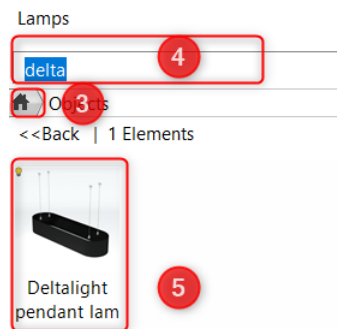 Lamps
4
delta
3
Objects
<<Back | 1 Elements
Deltalight
pendant lam
5